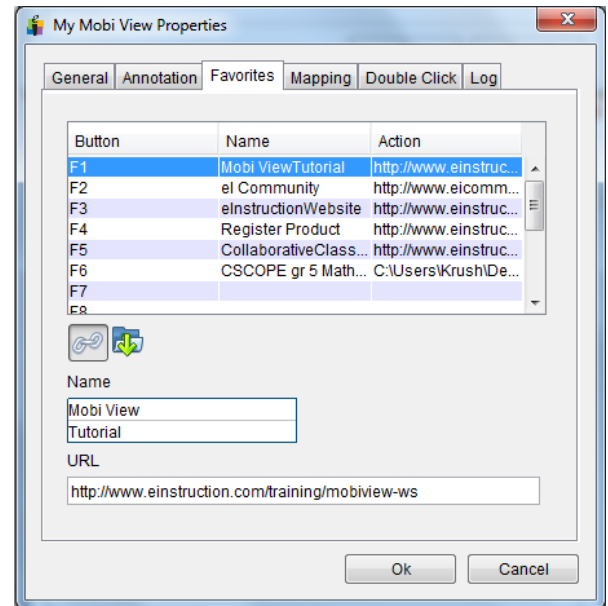 My Mobi View Properties
General Annotation Favorites Mapping Double Click Log
Button Name Action
F1 Mobi ViewTutorial http://www.einstruc...
F2 eI Community http://www.eicomm...
F3 eInstructionWebsite http://www.einstruc...
F4 Register Product http://www.einstruc...
F5 CollaborativeClass... http://www.einstruc...
F6 CSCOPE gr 5 Math... C:\Users\Krush\De...
F7
F8
Name
Mobi View
Tutorial
URL
http://www.einstruction.com/training/mobiview-ws
Ok Cancel